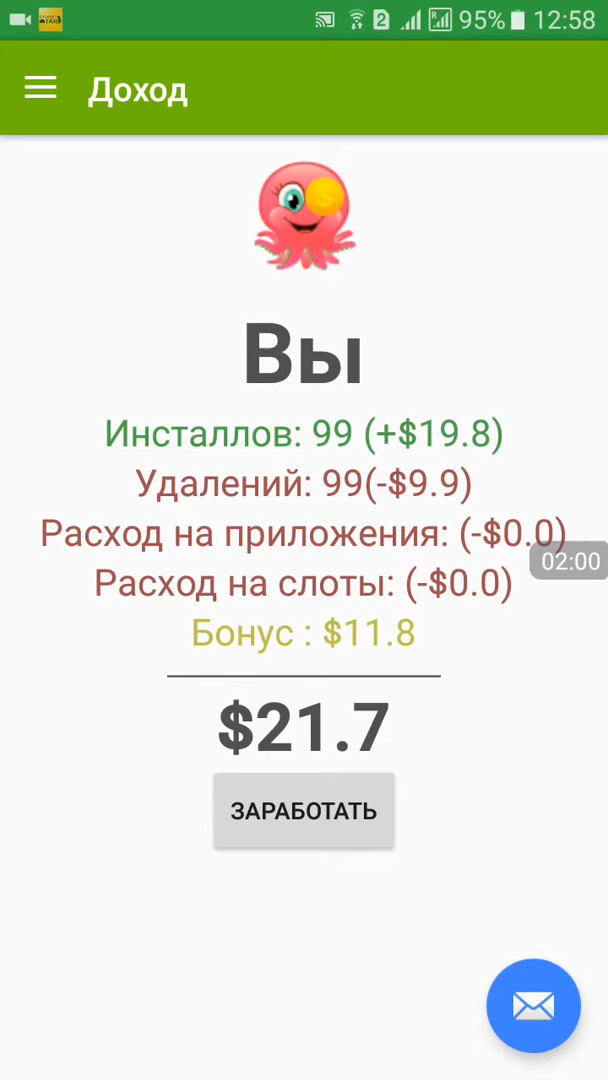 95% 12:58
Доход
Вы
Инсталлов: 99 (+$19.8)
Удалений: 99(-$9.9)
Расход на приложения: (-$0.0)
02:00
Расход на слоты: (-$0.0)
Бонус : $11.8
$21.7
ЗАРАБОТАТЬ